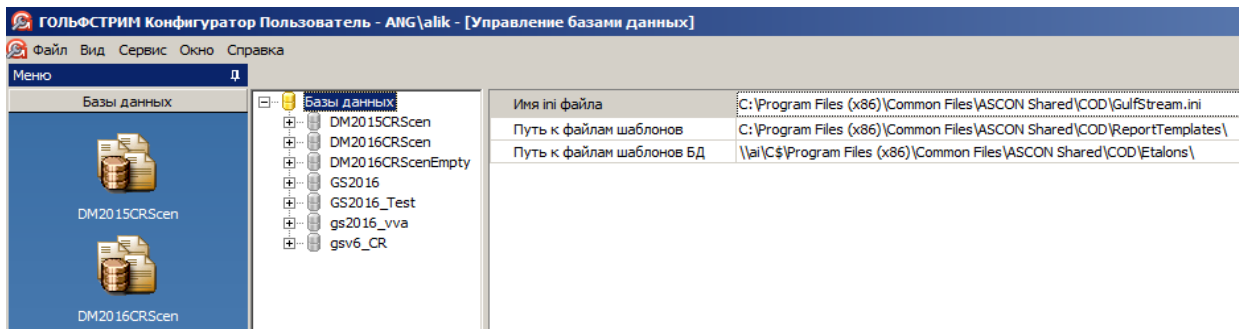 ГОЛЬФСТРИМ Конфигуратор Пользователь - ANG\alik - [Управление базами данных]
Файл Вид Сервис Окно Справка
Меню
Базы данных
DM2015CRScen
DM2016CRScen
Базы данных
DM2015CRScen
DM2016CRScen
DM2016CRScenEmpty
GS2016
GS2016_Test
gs2016_vva
gsv6_CR
Имя ini файла C:\Program Files (x86)\Common Files\ASCON Shared\COD\GulfStream.ini
Путь к файлам шаблонов C:\Program Files (x86)\Common Files\ASCON Shared\COD\ReportTemplates\
Путь к файлам шаблонов БД \\ai\C$\Program Files (x86)\Common Files\ASCON Shared\COD\Etalons\